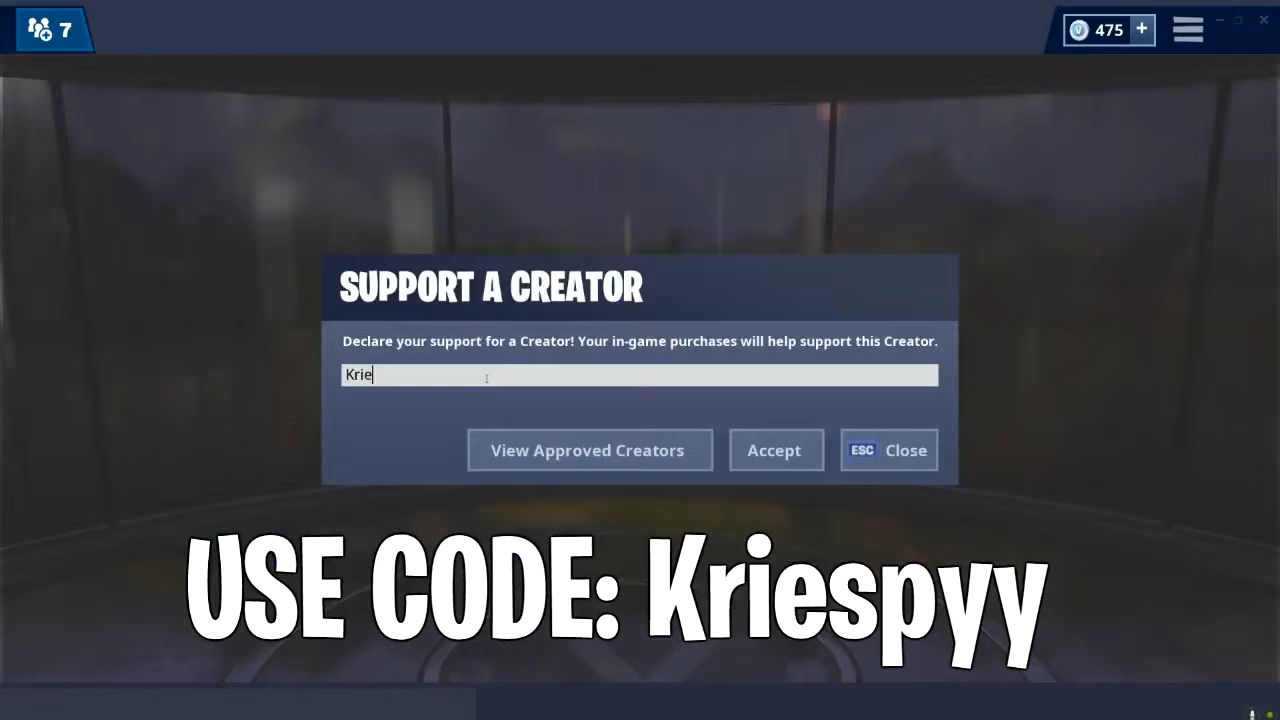 7
475 +
SUPPORT A CREATOR
Declare your support for a Creator! Your in-game purchases will help support this Creator.
Krie
View Approved Creators
Accept
ESC Close
USE CODE: Kriespyy